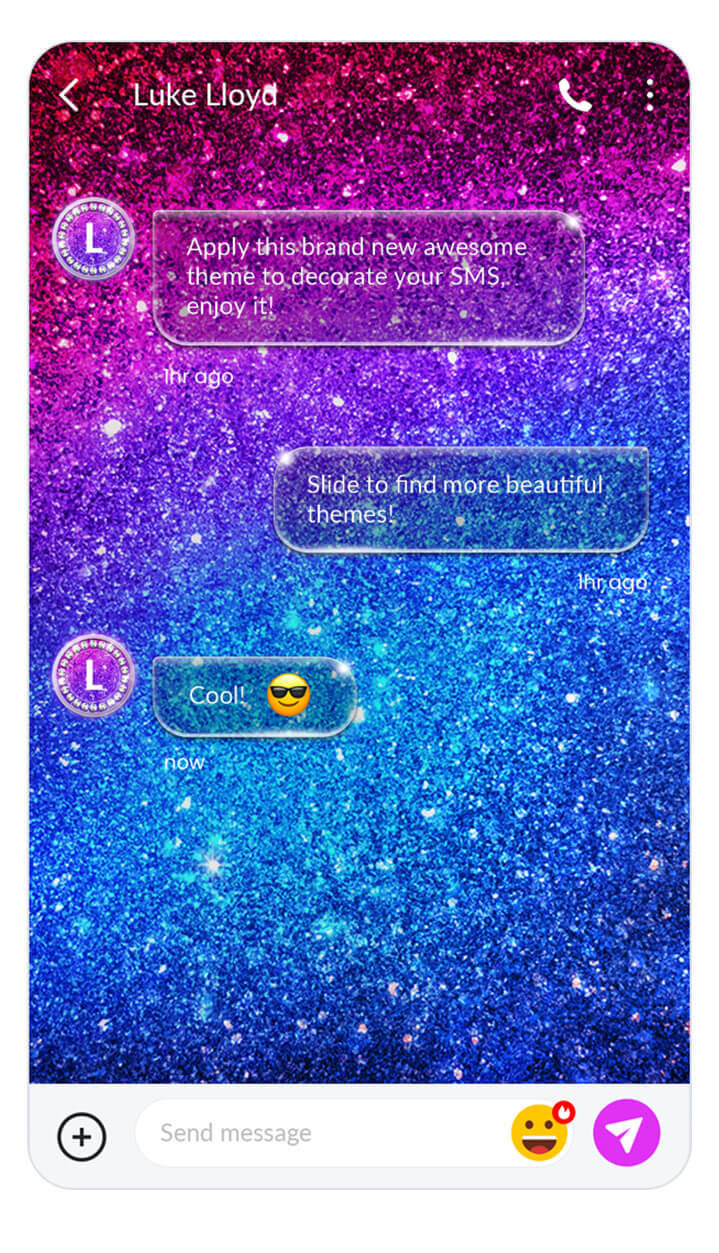 Luke Lloyd
L
Apply this brand new awesome
theme to decorate your SMS,
enjoy it!
1hr ago
Slide to find more beautiful
themes!
1hr ago
L
Cool! 😎
now
Send message